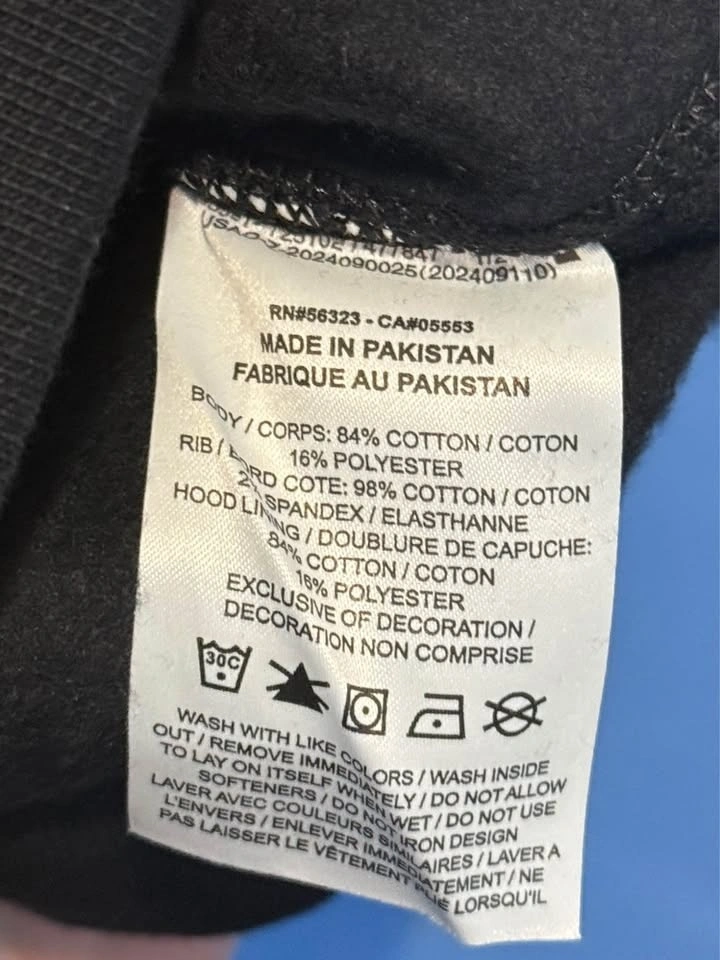 USAO-Y-2024090025(202409110)
RN#56323 - CA#05553
MADE IN PAKISTAN
FABRIQUE AU PAKISTAN
BODY / CORPS: 84% COTTON / COTON
16% POLYESTER
RIB / BORD COTE: 98% COTTON / COTON
2% SPANDEX / ELASTHANNE
HOOD LINING / DOUBLURE DE CAPUCHE:
84% COTTON / COTON
16% POLYESTER
EXCLUSIVE OF DECORATION /
DECORATION NON COMPRISE
30C
WASH WITH LIKE COLORS / WASH INSIDE
OUT / REMOVE IMMEDIATELY / DO NOT ALLOW
TO LAY ON ITSELF WHEN WET / DO NOT USE
SOFTENERS / DO NOT IRON DESIGN
LAVER AVEC COULEURS SIMILAIRES / LAVER A
L'ENVERS / ENLEVER IMMEDIATEMENT / NE
PAS LAISSER LE VÊTEMENT PLIÉ LORSQU'IL